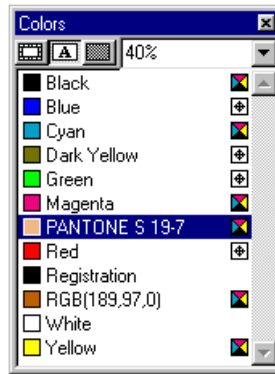 Colors
A 40%
Black
Blue
Cyan
Dark Yellow
Green
Magenta
PANTONE S 19-7
Red
Registration
RGB(189,97,0)
White
Yellow